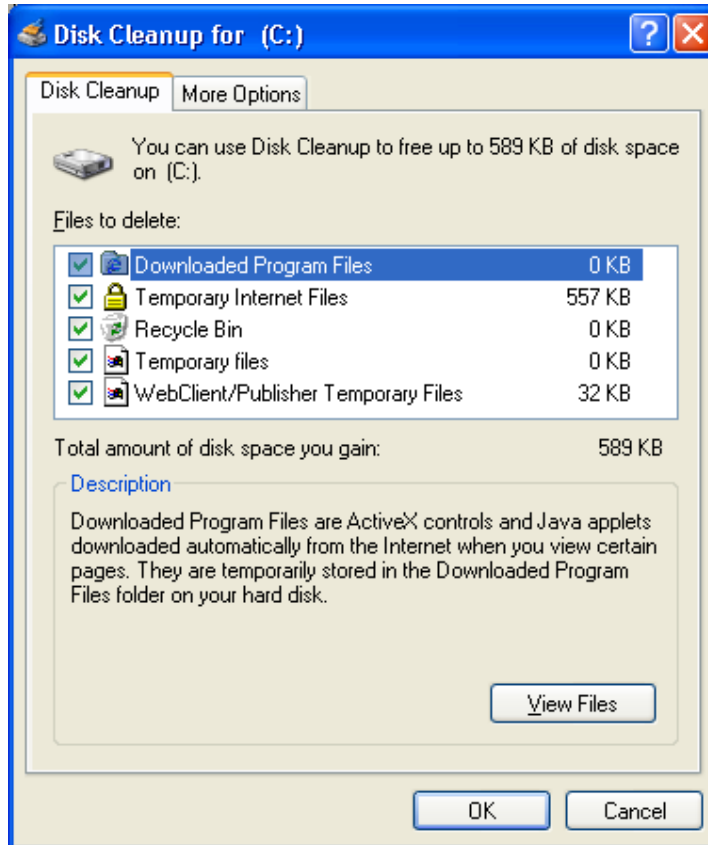 Disk Cleanup for (C:)
Disk Cleanup
More Options
You can use Disk Cleanup to free up to 589 KB of disk space
on (C:).
Files to delete:
Downloaded Program Files 0 KB
Temporary Internet Files 557 KB
Recycle Bin 0 KB
Temporary files 0 KB
WebClient/Publisher Temporary Files 32 KB
Total amount of disk space you gain: 589 KB
Description
Downloaded Program Files are ActiveX controls and Java applets
downloaded automatically from the Internet when you view certain
pages. They are temporarily stored in the Downloaded Program
Files folder on your hard disk.
View Files
OK Cancel